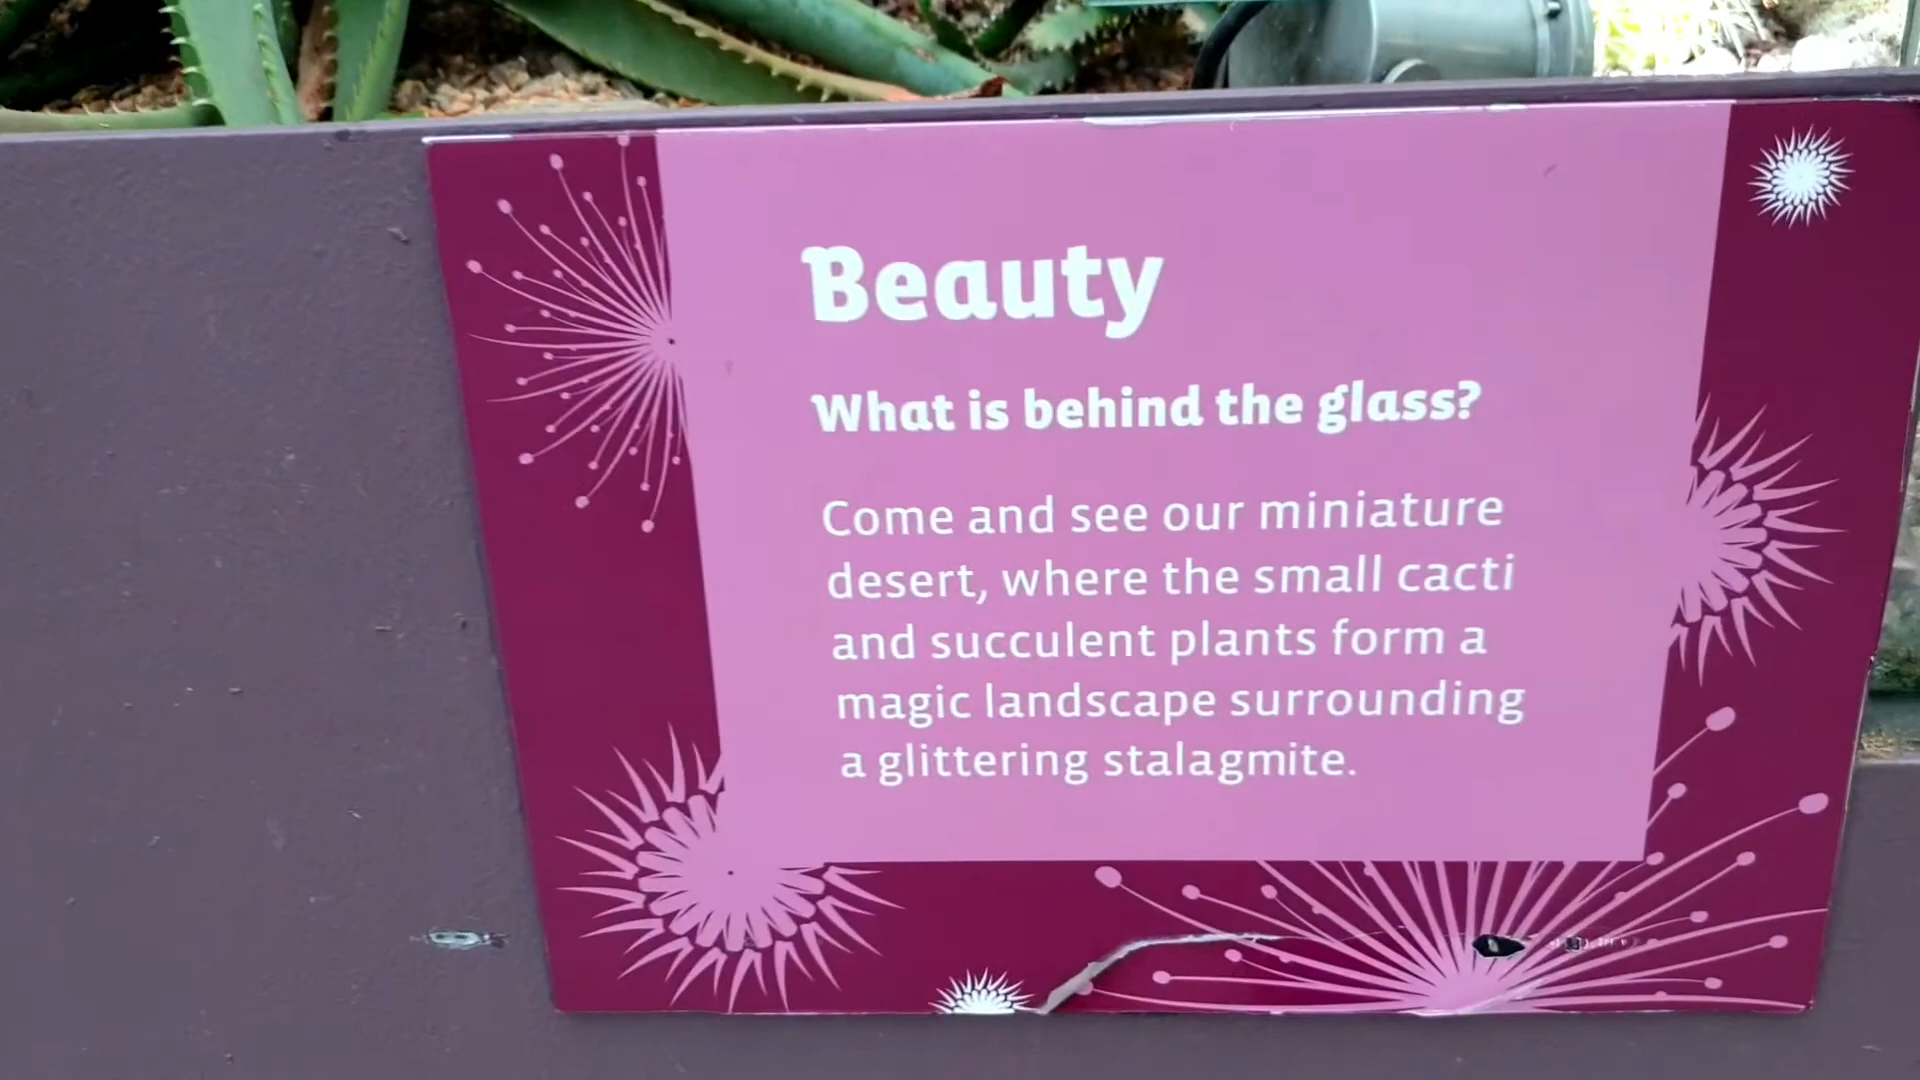 Beauty
What is behind the glass?
Come and see our miniature
desert, where the small cacti
and succulent plants form a
magic landscape surrounding
a glittering stalagmite.